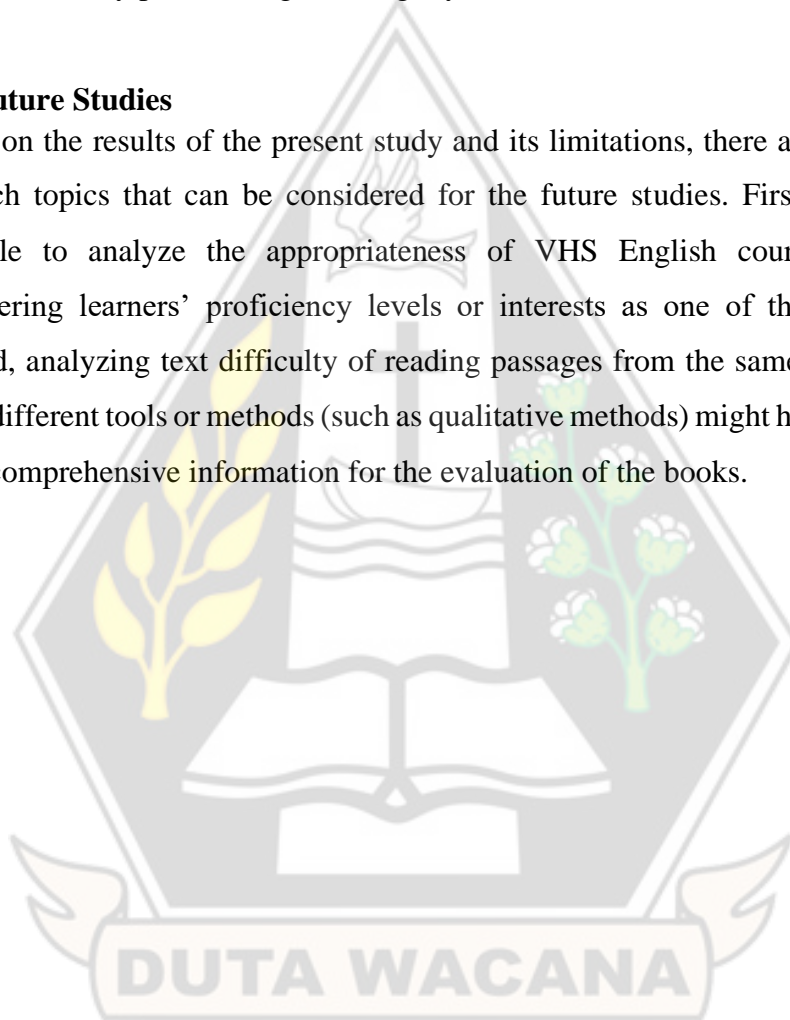 uture Studies
on the results of the present study and its limitations, there a
ch topics that can be considered for the future studies. Firs
le to analyze the appropriateness of VHS English cour
ering learners’ proficiency levels or interests as one of th
d, analyzing text difficulty of reading passages from the same
different tools or methods (such as qualitative methods) might h
comprehensive information for the evaluation of the books.
DUTA WACANA